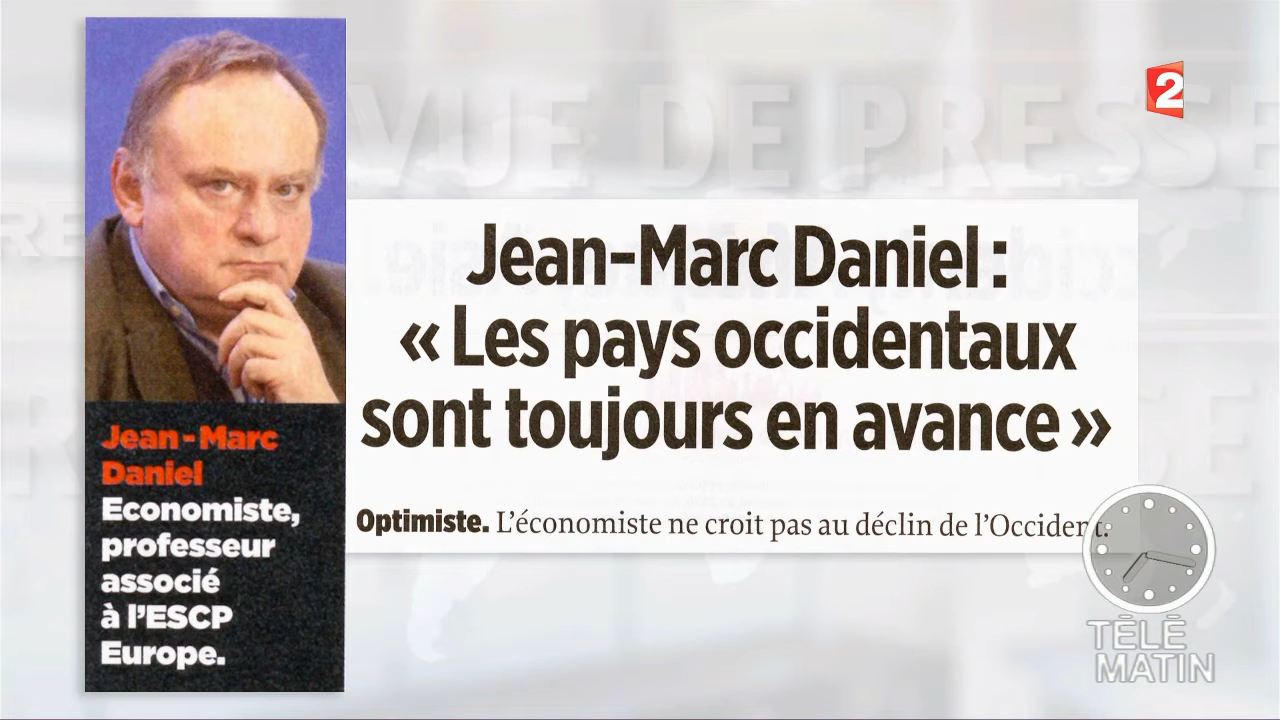 VUE DE PRESSE
2
Jean-Marc Daniel :
« Les pays occidentaux
sont toujours en avance »
Optimiste. L'économiste ne croit pas au déclin de l'Occident.
Jean-Marc
Daniel
Economiste,
professeur
associé
à l'ESCP
Europe.
TÉLÉ
MATIN